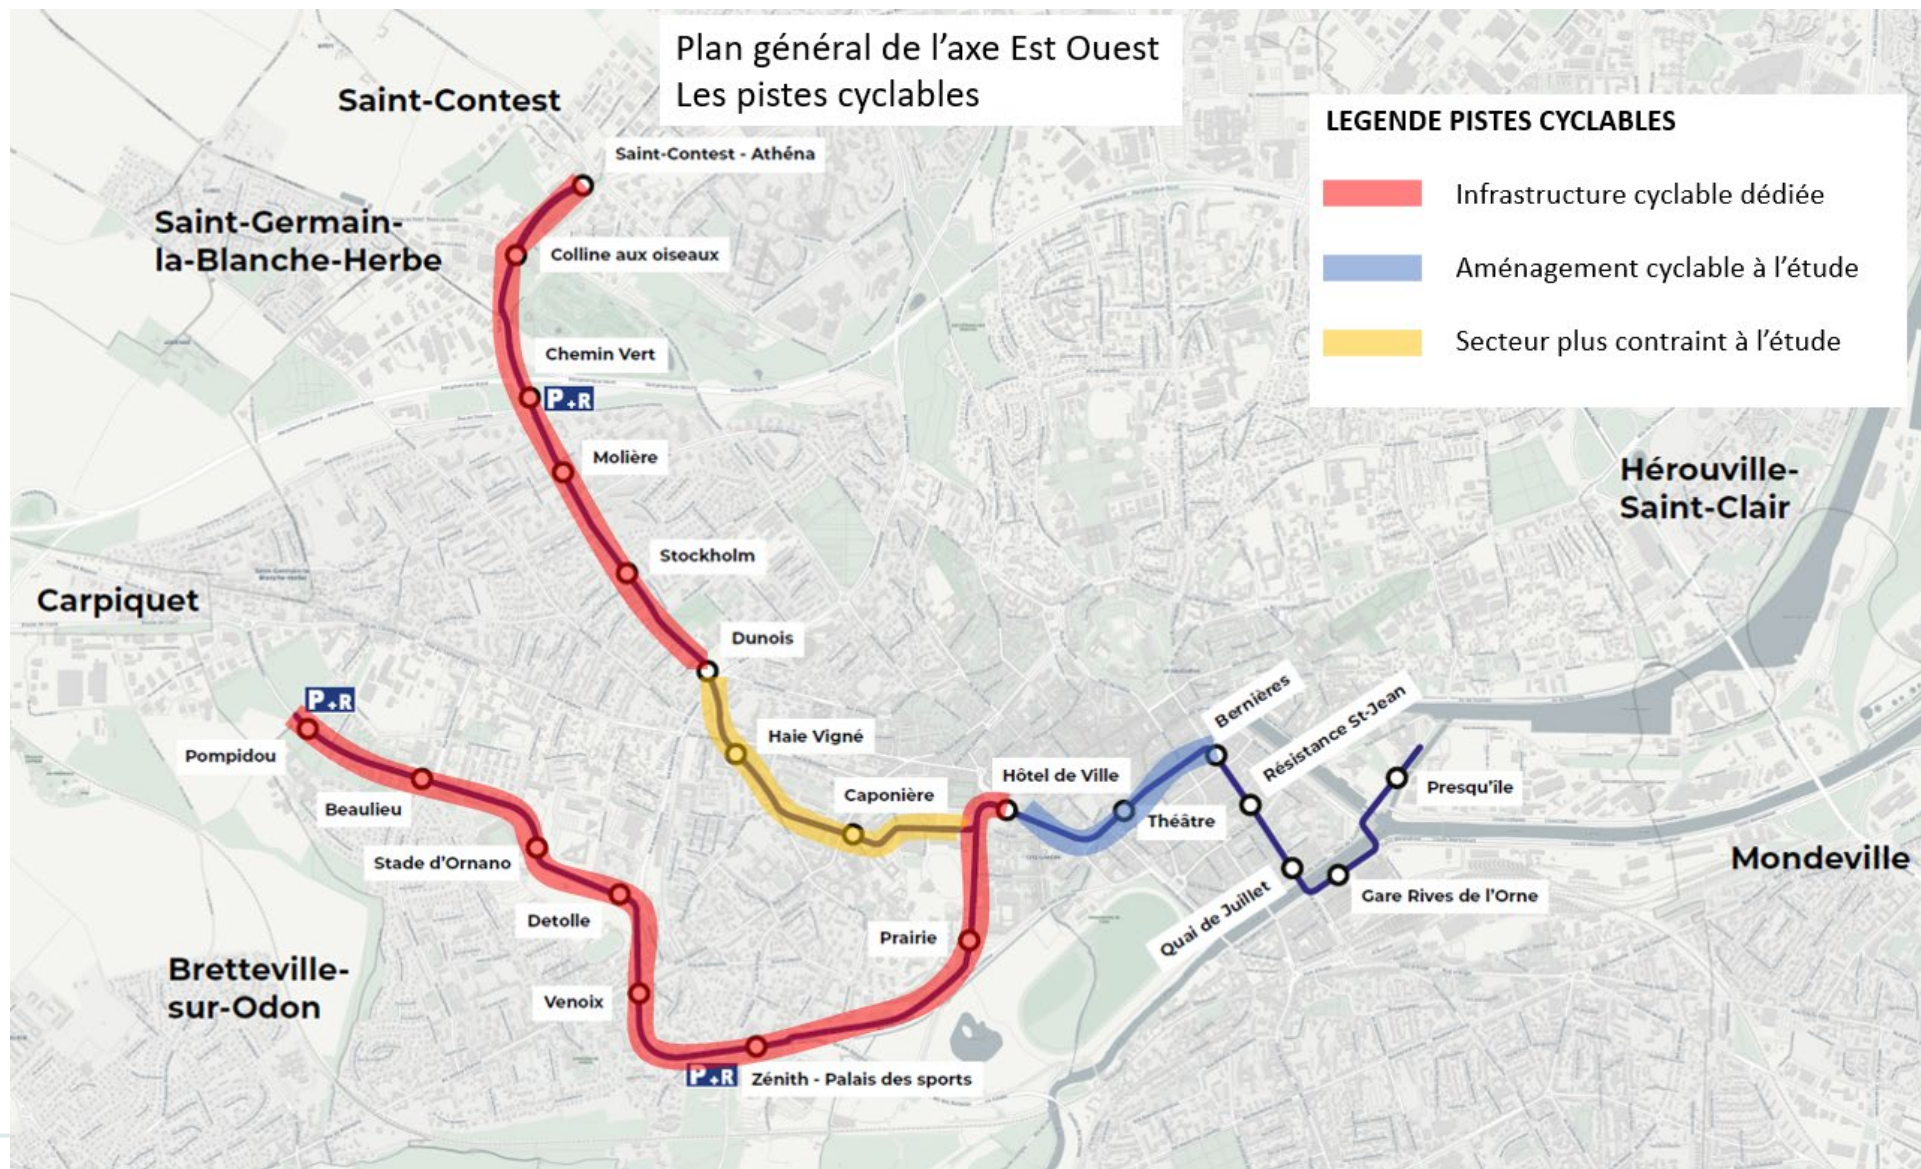 Plan général de l'axe Est Ouest
Les pistes cyclables
LEGENDE PISTES CYCLABLES
Infrastructure cyclable dédiée
Aménagement cyclable à l'étude
Secteur plus contraint à l'étude
Saint-Contest
Saint-Contest - Athéna
Saint-Germain-
la-Blanche-Herbe
Colline aux oiseaux
Chemin Vert
P+R
Molière
Hérouville-
Saint-Clair
Stockholm
Carpiquet
Dunois
P+R
Pompidou
Haie Vigné
Bernières
Résistance St-Jean
Beaulieu
Caponière
Hôtel de Ville
Théâtre
Presqu'île
Stade d'Ornano
Mondeville
Detolle
Prairie
Quai de Juillet
Gare Rives de l'Orne
Bretteville-
sur-Odon
Venoix
P+R
Zénith - Palais des sports